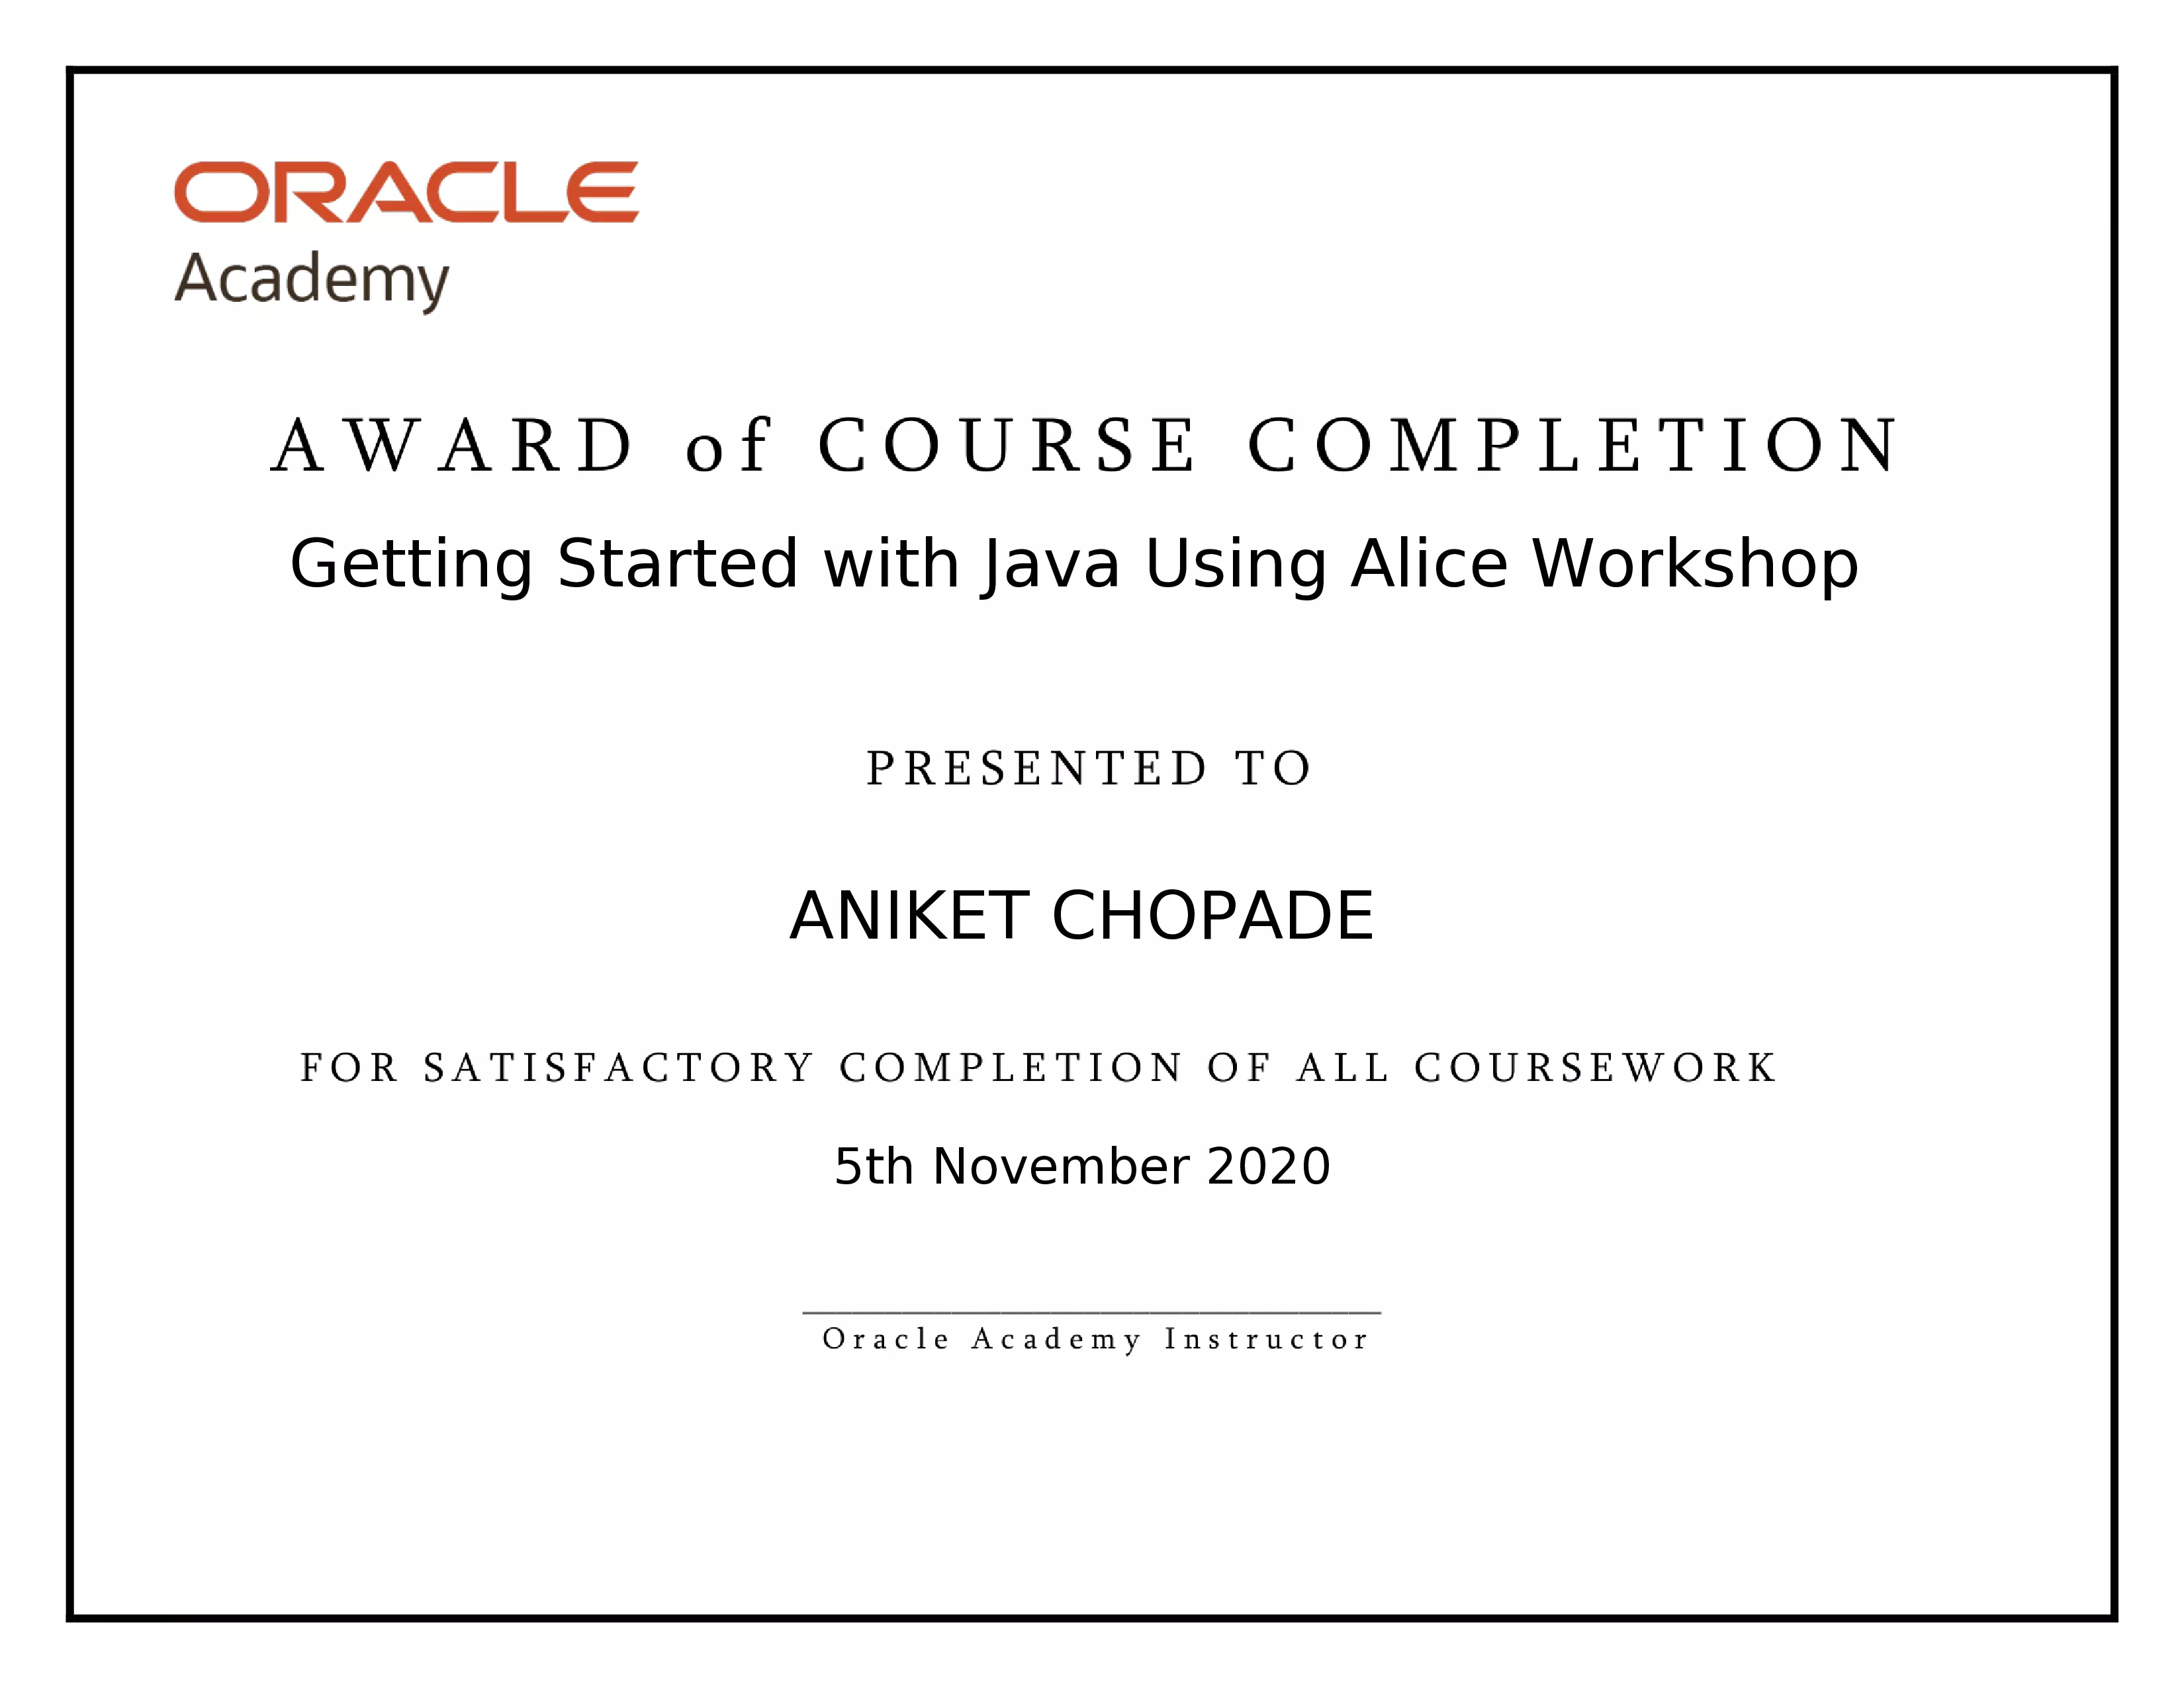 ORACLE
Academy
AWARD of COURSE COMPLETION
Getting Started with Java Using Alice Workshop
PRESENTED TO
ANIKET CHOPADE
FOR SATISFACTORY COMPLETION OF ALL COURSEWORK
5th November 2020
Oracle Academy Instructor